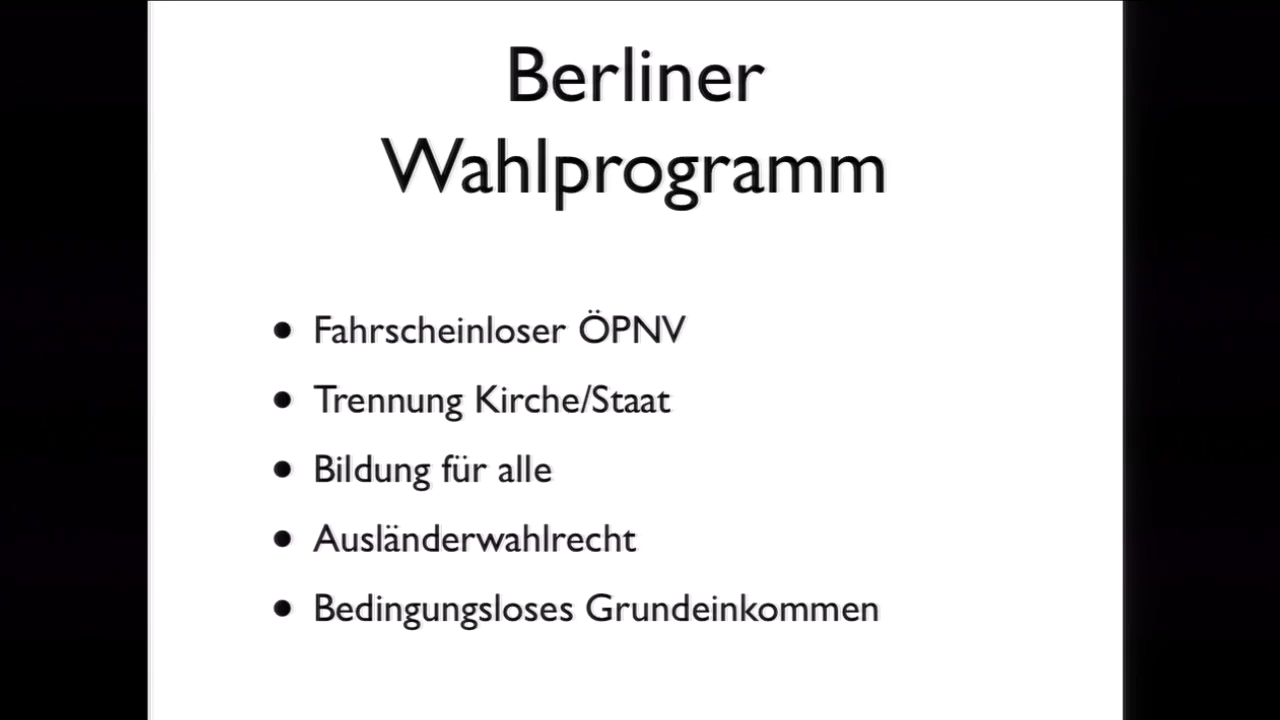 Berliner
Wahlprogramm
• Fahrscheinloser ÖPNV
• Trennung Kirche/Staat
• Bildung für alle
• Ausländerwahlrecht
• Bedingungsloses Grundeinkommen